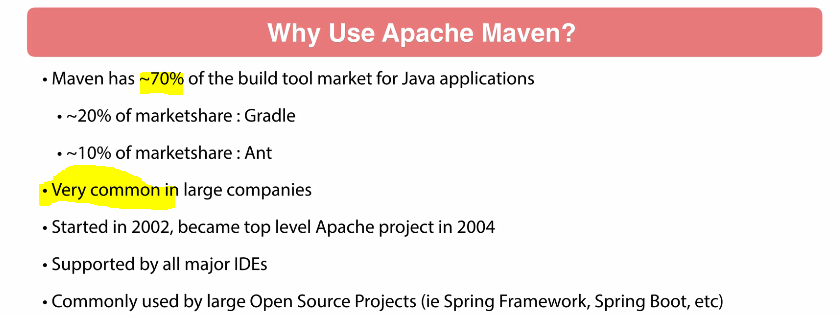 Why Use Apache Maven?
• Maven has ~70% of the build tool market for Java applications
• ~20% of marketshare : Gradle
• ~10% of marketshare : Ant
• Very common in large companies
• Started in 2002, became top level Apache project in 2004
• Supported by all major IDEs
• Commonly used by large Open Source Projects (ie Spring Framework, Spring Boot, etc)